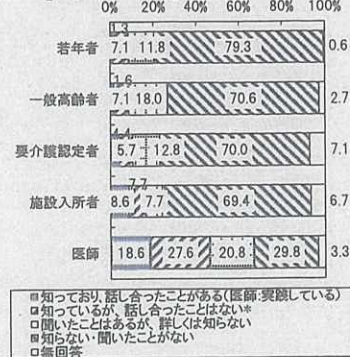 0% 20% 40% 60% 80% 100%
若年者 1.3 7.1 11.8 79.3 0.6
一般高齢者 1.6 7.1 18.0 70.6 2.7
要介護認定者 4.4 5.7 12.8 70.0 7.1
施設入所者 8.6 7.7 7.7 69.4 6.7
医師 18.6 27.6 20.8 29.8 3.3
知っており、話し合ったことがある(医師:実践している)
知っているが、話し合ったことはない*
聞いたことはあるが、詳しくは知らない
知らない・聞いたことがない
無回答